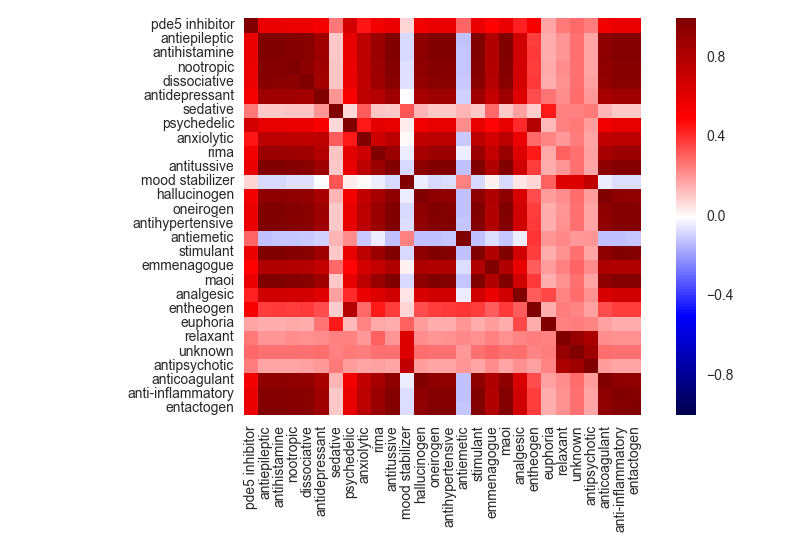 pde5 inhibitor
antiepileptic
antihistamine
nootropic
dissociative
antidepressant
sedative
psychedelic
anxiolytic
rima
antitussive
mood stabilizer
hallucinogen
oneirogen
antihypertensive
antiemetic
stimulant
emmenagogue
maoi
analgesic
entheogen
euphoria
relaxant
unknown
antipsychotic
anticoagulant
anti-inflammatory
entactogen
pde5 inhibitor
antiepileptic
antihistamine
nootropic
dissociative
antidepressant
sedative
psychedelic
anxiolytic
rima
antitussive
mood stabilizer
hallucinogen
oneirogen
antihypertensive
antiemetic
stimulant
emmenagogue
maoi
analgesic
entheogen
euphoria
relaxant
unknown
antipsychotic
anticoagulant
anti-inflammatory
entactogen
0.8
0.4
0.0
−0.4
−0.8